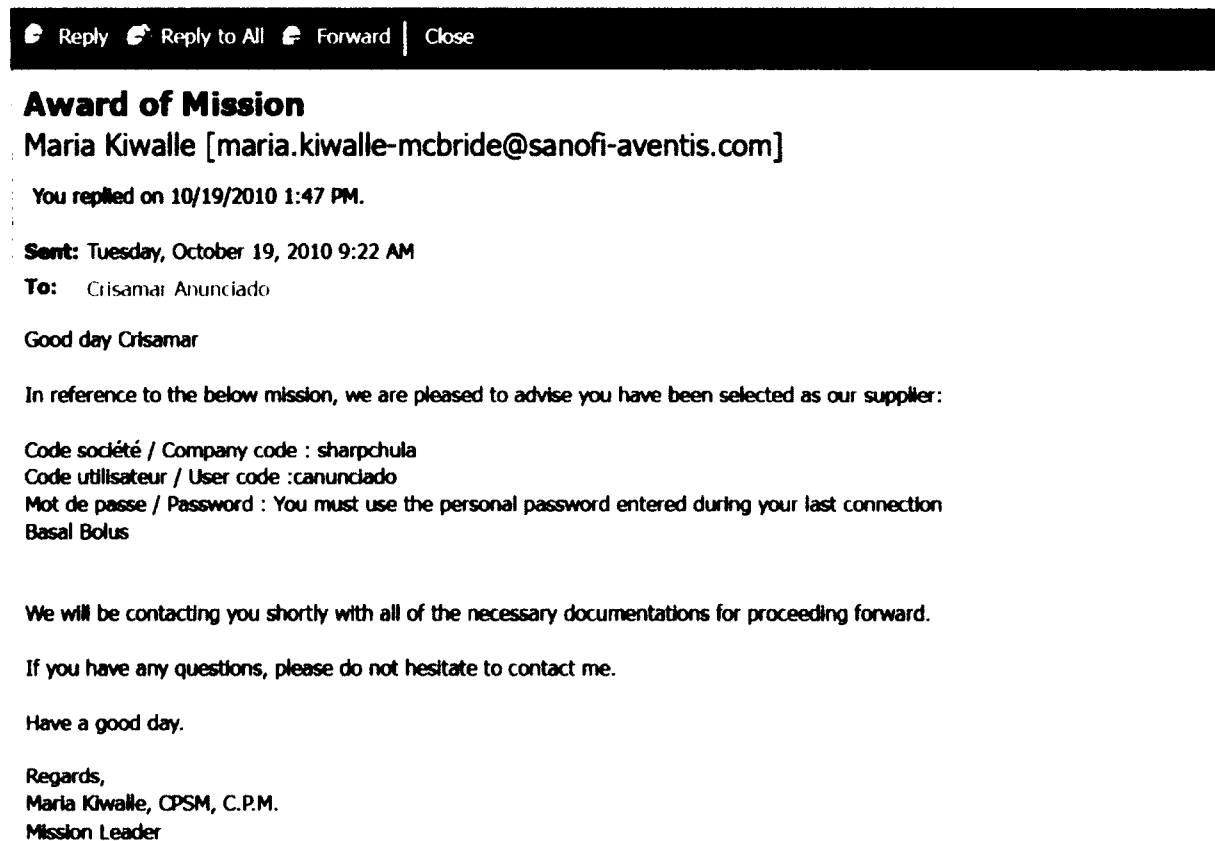 Reply Reply to All Forward | Close
Award of Mission
Maria Kiwalle [maria.kiwalle-mcbride@sanofi-aventis.com]
You replied on 10/19/2010 1:47 PM.
Sent: Tuesday, October 19, 2010 9:22 AM
To: Crisamar Anunciado
Good day Crisamar
In reference to the below mission, we are pleased to advise you have been selected as our supplier:
Code société / Company code : sharpchula
Code utilisateur / User code :canunciado
Mot de passe / Password : You must use the personal password entered during your last connection
Basal Bolus
We will be contacting you shortly with all of the necessary documentations for proceeding forward.
If you have any questions, please do not hesitate to contact me.
Have a good day.
Regards,
Maria Kiwalle, CPSM, C.P.M.
Mission Leader